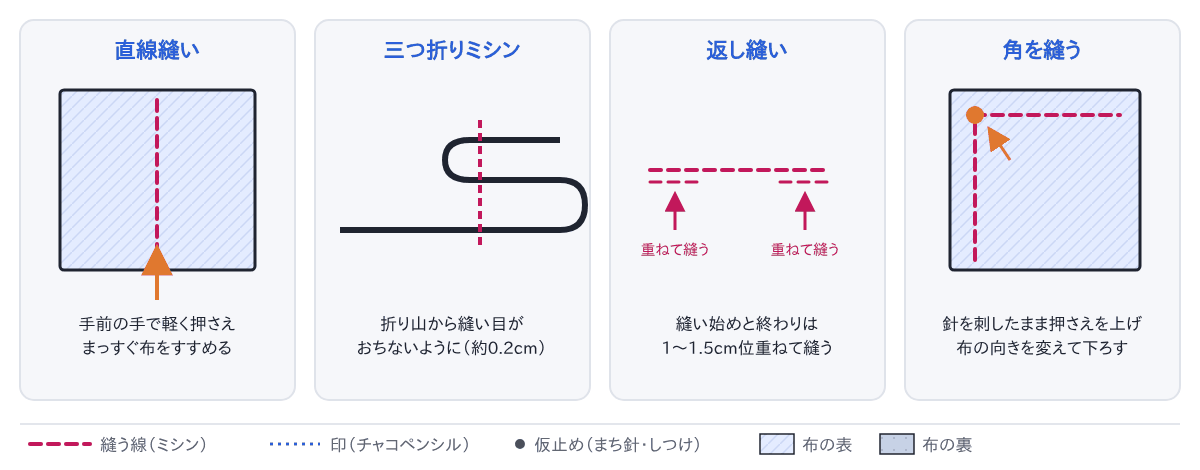 直線縫い
手前の手で軽く押さえ
まっすぐ布をすすめる
三つ折りミシン
折り山から縫い目が
おちないように（約0.2cm）
返し縫い
重ねて縫う
重ねて縫う
縫い始めと終わりは
1〜1.5cm位重ねて縫う
角を縫う
針を刺したまま押さえを上げ
布の向きを変えて下ろす
縫う線（ミシン）
印（チャコペンシル）
仮止め（まち針・しつけ）
布の表
布の裏